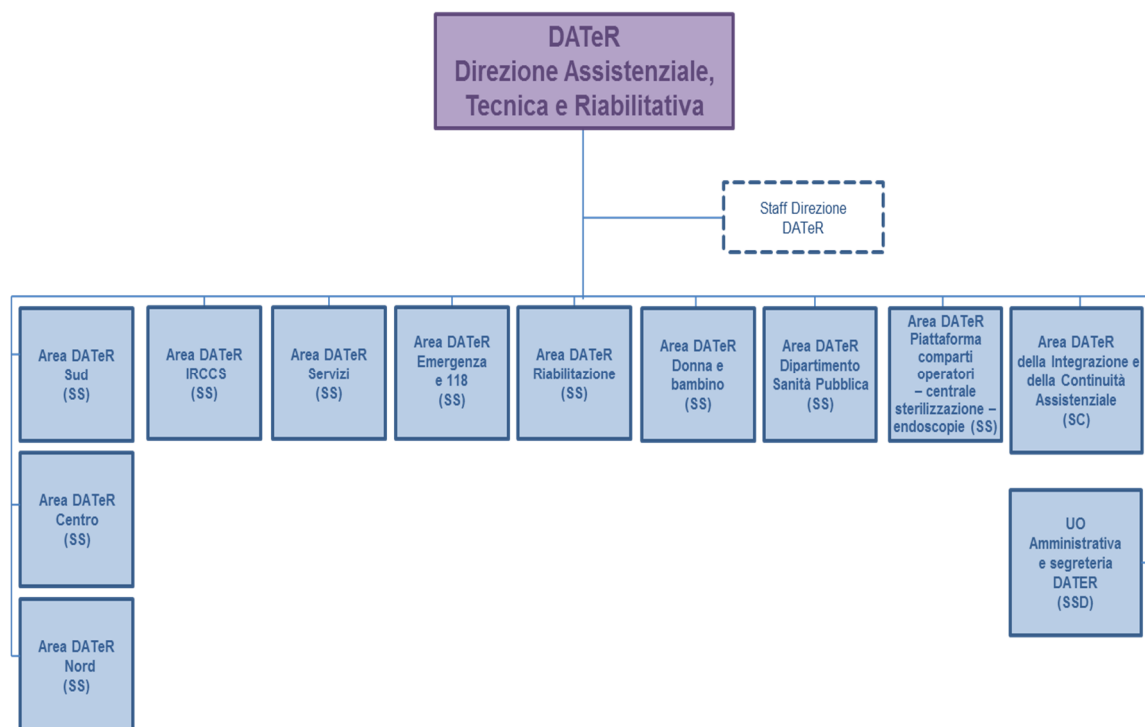 DATeR
Direzione Assistenziale,
Tecnica e Riabilitativa
Staff Direzione
DATeR
Area DATeR
Sud
(SS)
Area DATeR
IRCCS
(SS)
Area DATeR
Servizi
(SS)
Area DATeR
Emergenza
e 118
(SS)
Area DATeR
Riabilitazione
(SS)
Area DATeR
Donna e
bambino
(SS)
Area DATeR
Dipartimento
Sanità Pubblica
(SS)
Area DATeR
Piattaforma
comparti
operatori
– centrale
sterilizzazione –
endoscopie (SS)
Area DATeR
della Integrazione e
della Continuità
Assistenziale
(SC)
Area DATeR
Centro
(SS)
UO
Amministrativa
e segreteria
DATER
(SSD)
Area DATeR
Nord
(SS)